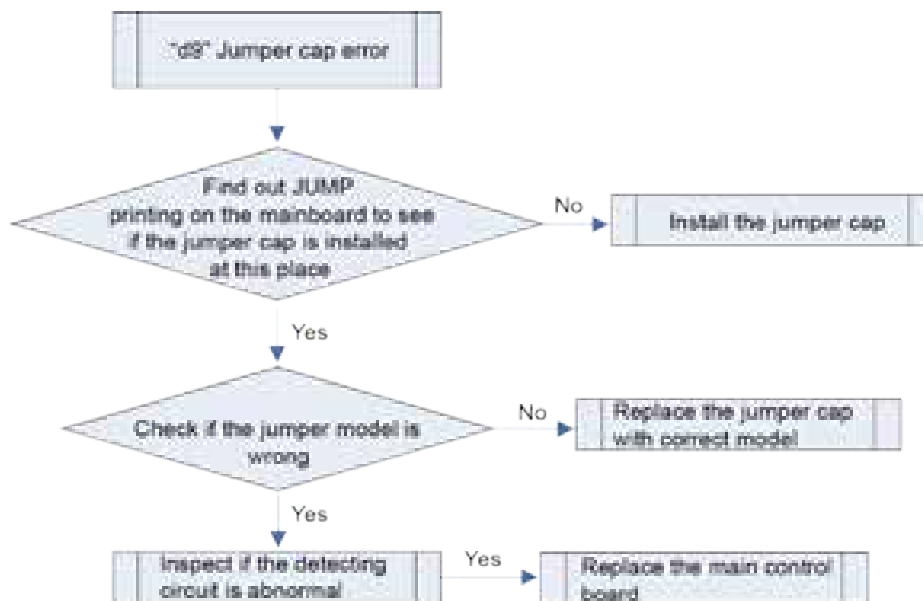 "d9" Jumper cap error
Find out JUMP
printing on the mainboard to see
if the jumper cap is installed
at this place
No
Install the jumper cap
Yes
Check if the jumper model is
wrong
No
Replace the jumper cap
with correct model
Yes
Inspect if the detecting
circuit is abnormal
Yes
Replace the main control
board